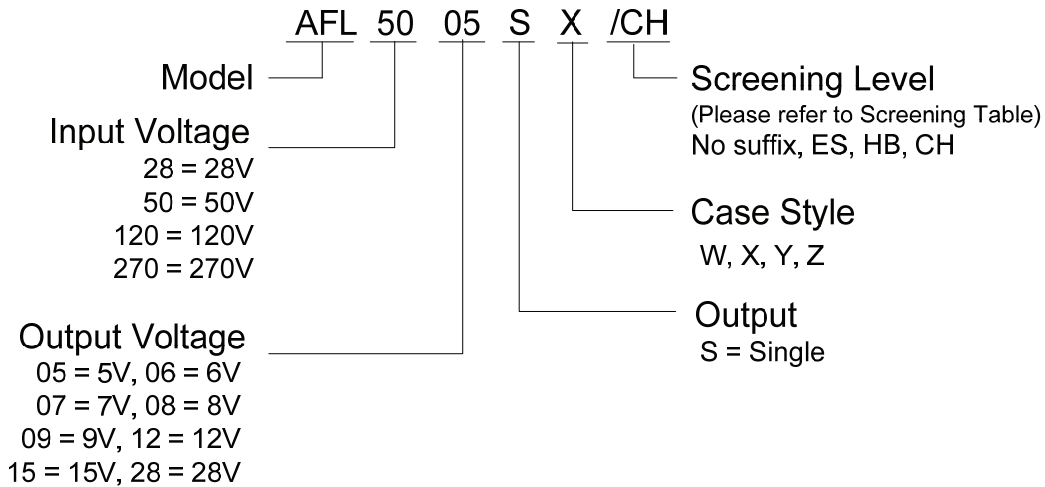 AFL 50 05 S X /CH
Model
Input Voltage
28 = 28V
50 = 50V
120 = 120V
270 = 270V
Output Voltage
05 = 5V, 06 = 6V
07 = 7V, 08 = 8V
09 = 9V, 12 = 12V
15 = 15V, 28 = 28V
Screening Level
(Please refer to Screening Table)
No suffix, ES, HB, CH
Case Style
W, X, Y, Z
Output
S = Single